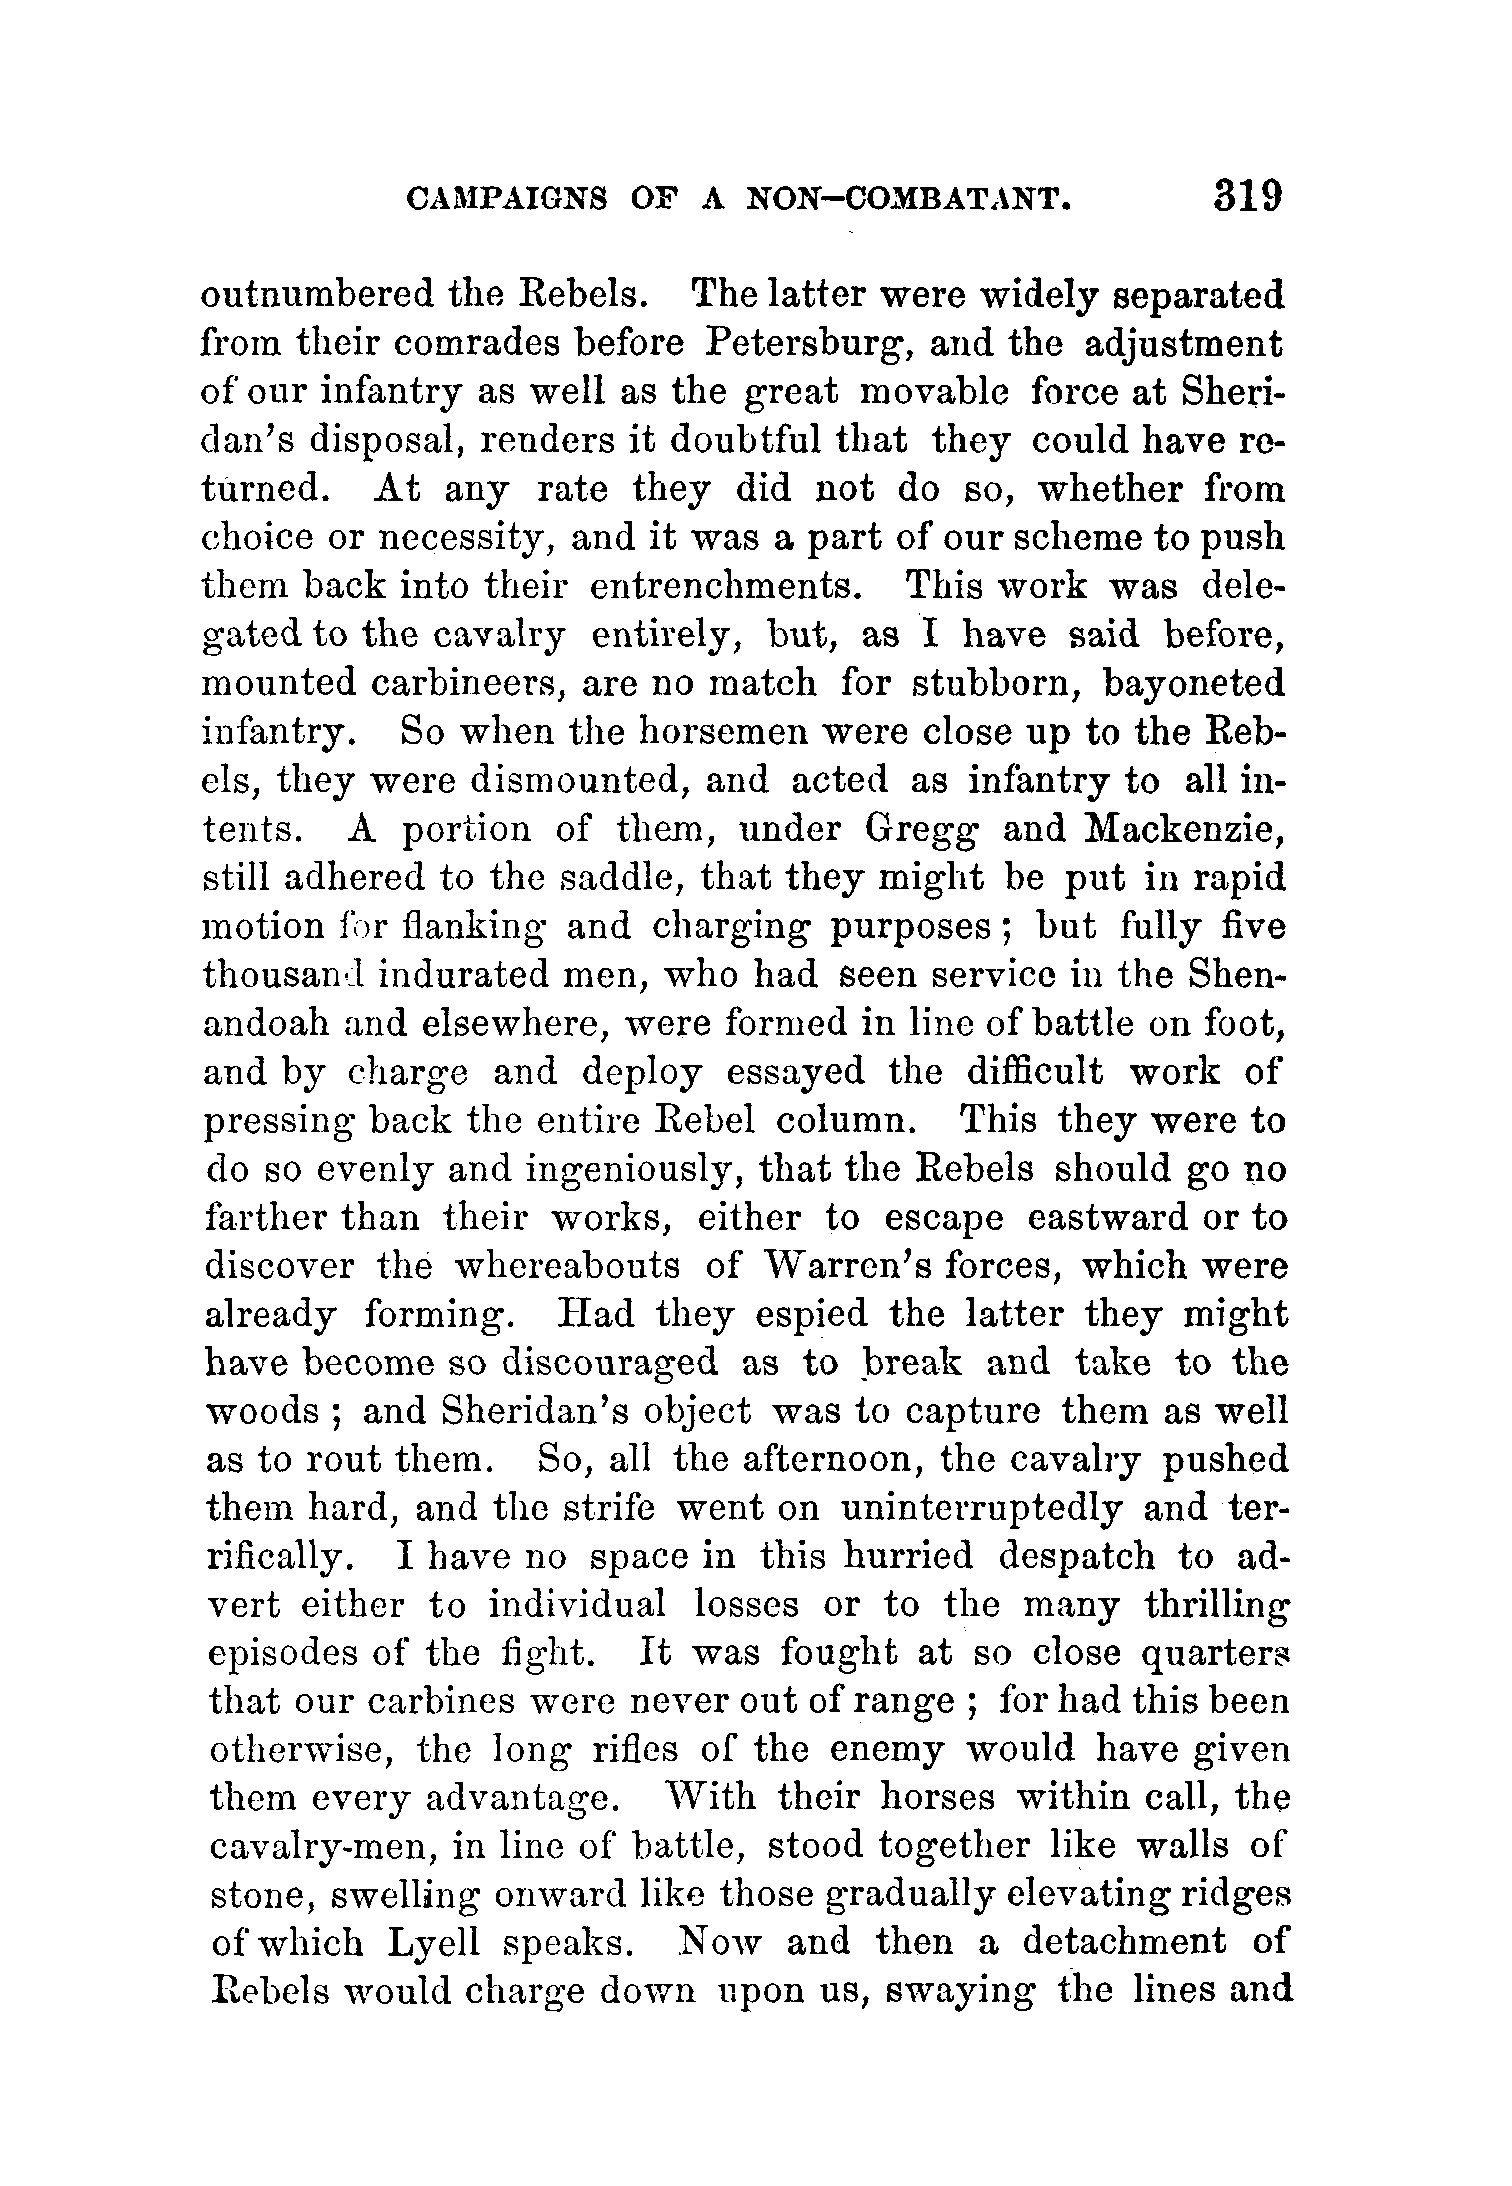 CAMPAIGNS OF A NON-COMBATANT. 319
outnumbered the Rebels. The latter were widely separated
from their comrades before Petersburg, and the adjustment
of our infantry as well as the great movable force at Sheri-
dan's disposal, renders it doubtful that they could have re-
turned. At any rate they did not do so, whether from
choice or necessity, and it was a part of our scheme to push
them back into their entrenchments. This work was dele-
gated to the cavalry entirely, but, as I have said before,
mounted carbineers, are no match for stubborn, bayoneted
infantry. So when the horsemen were close up to the Reb-
els, they were dismounted, and acted as infantry to all in-
tents. A portion of them, under Gregg and Mackenzie,
still adhered to the saddle, that they might be put in rapid
motion for flanking and charging purposes; but fully five
thousand indurated men, who had seen service in the Shen-
andoah and elsewhere, were formed in line of battle on foot,
and by charge and deploy essayed the difficult work of
pressing back the entire Rebel column. This they were to
do so evenly and ingeniously, that the Rebels should go no
farther than their works, either to escape eastward or to
discover the whereabouts of Warren's forces, which were
already forming. Had they espied the latter they might
have become so discouraged as to break and take to the
woods; and Sheridan's object was to capture them as well
as to rout them. So, all the afternoon, the cavalry pushed
them hard, and the strife went on uninterruptedly and ter-
rifically. I have no space in this hurried despatch to ad-
vert either to individual losses or to the many thrilling
episodes of the fight. It was fought at so close quarters
that our carbines were never out of range; for had this been
otherwise, the long rifles of the enemy would have given
them every advantage. With their horses within call, the
cavalry-men, in line of battle, stood together like walls of
stone, swelling onward like those gradually elevating ridges
of which Lyell speaks. Now and then a detachment of
Rebels would charge down upon us, swaying the lines and